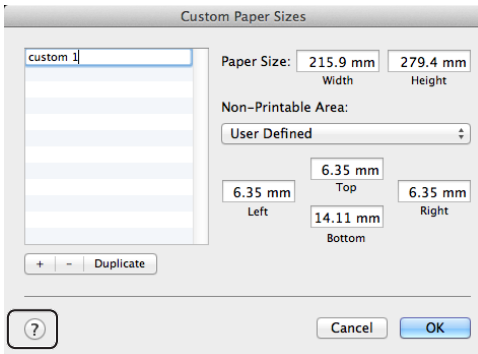 Custom Paper Sizes
custom 1
Paper Size: 215.9 mm 279.4 mm
Width Height
Non-Printable Area:
User Defined
6.35 mm
Top
6.35 mm 6.35 mm
Left Right
14.11 mm
Bottom
+ - Duplicate
? Cancel OK